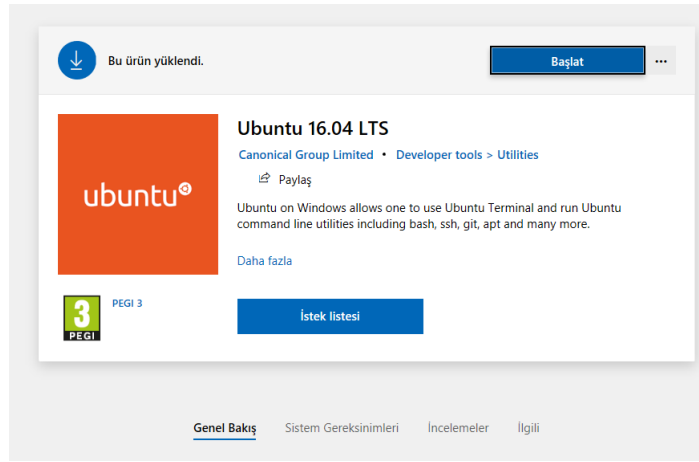 Bu ürün yüklendi.
Başlat
Ubuntu 16.04 LTS
Canonical Group Limited • Developer tools > Utilities
Paylaş
ubuntu
Ubuntu on Windows allows one to use Ubuntu Terminal and run Ubuntu
command line utilities including bash, ssh, git, apt and many more.
Daha fazla
3
PEGI
PEGI 3
İstek listesi
Genel Bakış
Sistem Gereksinimleri
İncelemeler
İlgili